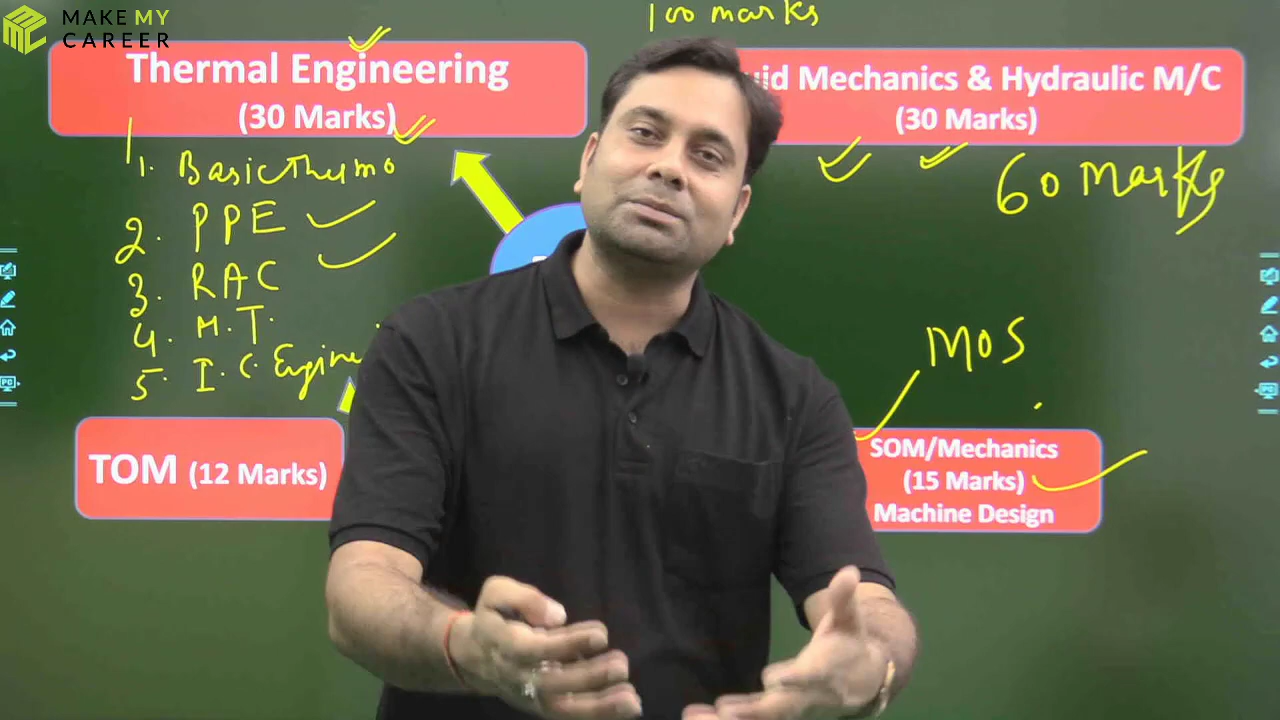 MAKE MY
CAREER
100 marks
Thermal Engineering
(30 Marks)
uid Mechanics & Hydraulic M/C
(30 Marks)
60 Marks
1. Basic Thermo
2. PPE
3. RAC
4. H.T.
5. I.C. Engine
MOS
TOM (12 Marks)
SOM/Mechanics
(15 Marks)
Machine Design